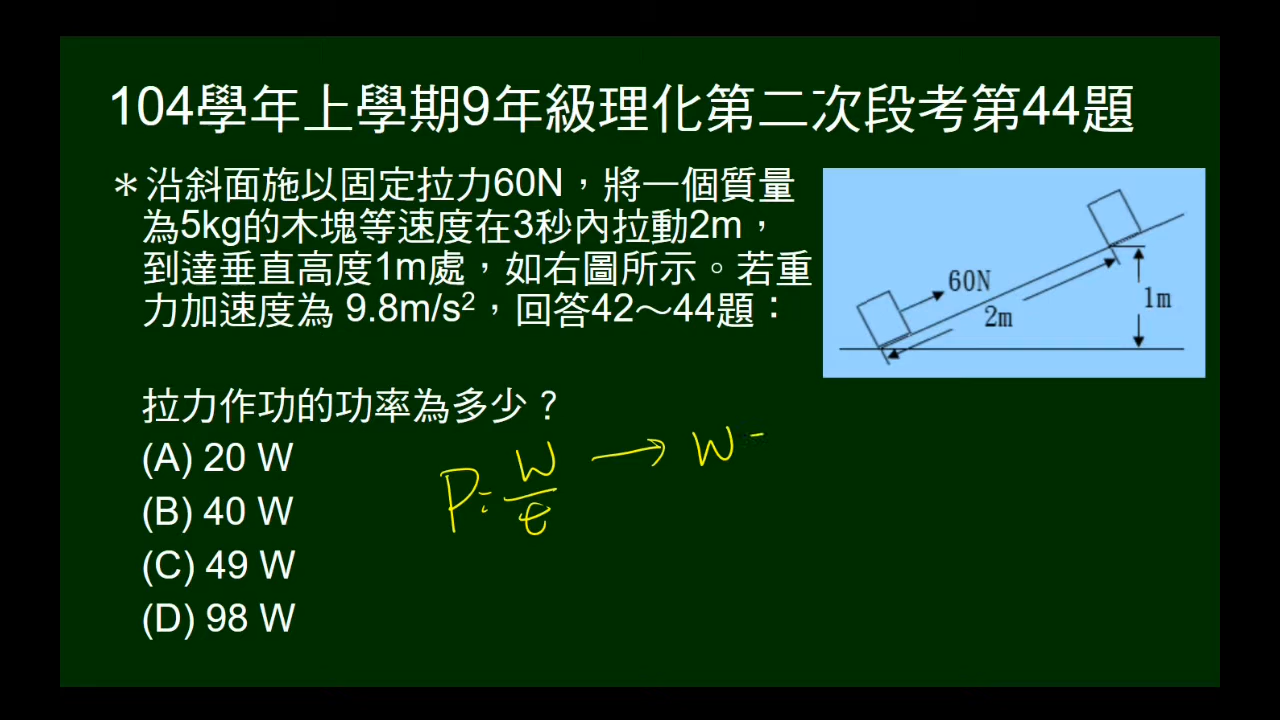 104學年上學期9年級理化第二次段考第44題
＊沿斜面施以固定拉力60N，將一個質量
為5kg的木塊等速度在3秒內拉動2m，
到達垂直高度1m處，如右圖所示。若重
力加速度為 9.8m/s²，回答42～44題：
60N
2m
1m
拉力作功的功率為多少？
(A) 20 W
(B) 40 W
(C) 49 W
(D) 98 W
P = W/t → W =